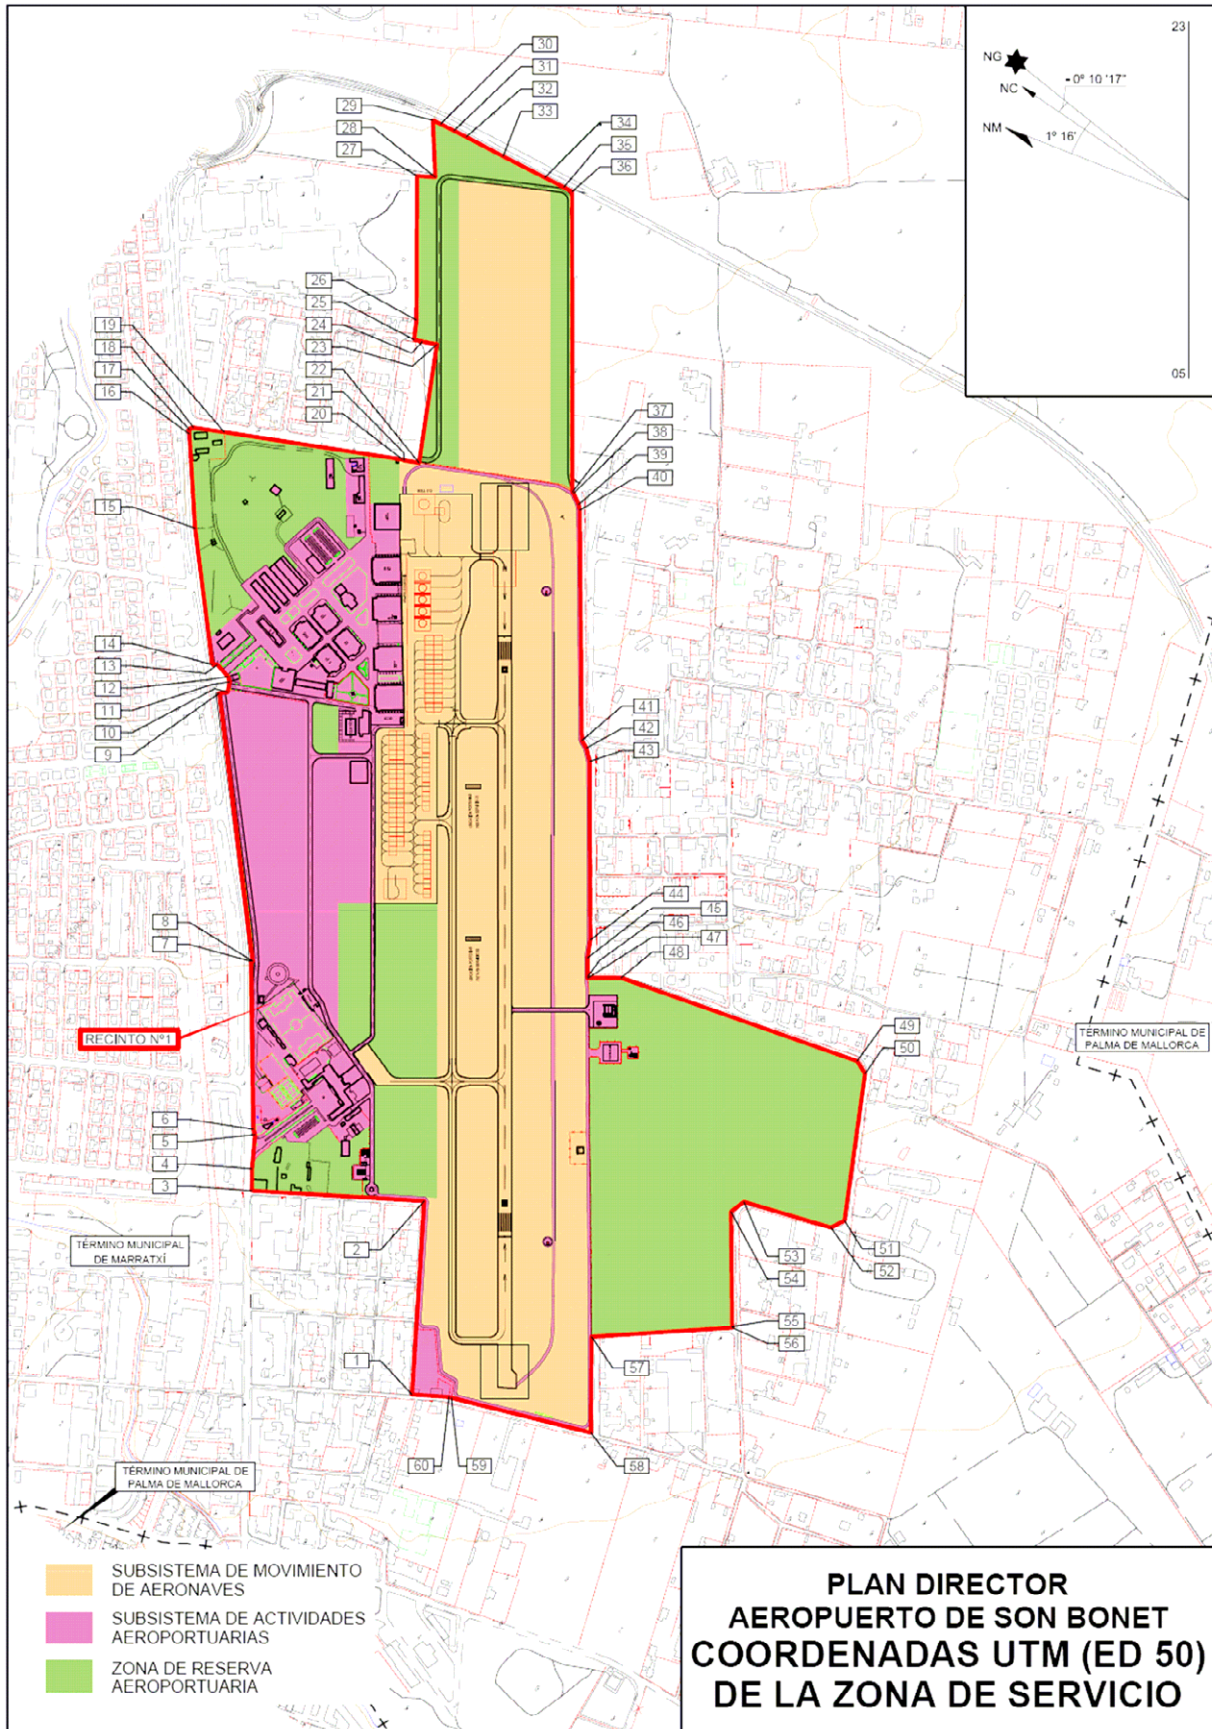 23
NG
- 0º 10 '17"
NC
NM
1º 16'
05
30
31
32
33
29
28
27
34
35
36
26
25
24
23
22
21
20
19
18
17
16
15
37
38
39
40
14
13
12
11
10
9
41
42
43
8
7
44
45
46
47
48
RECINTO Nº1
49
50
TÉRMINO MUNICIPAL DE
PALMA DE MALLORCA
6
5
4
3
2
TÉRMINO MUNICIPAL
DE MARRATXÍ
51
52
53
54
55
56
57
1
60
59
58
TÉRMINO MUNICIPAL DE
PALMA DE MALLORCA
SUBSISTEMA DE MOVIMIENTO
DE AERONAVES
SUBSISTEMA DE ACTIVIDADES
AEROPORTUARIAS
ZONA DE RESERVA
AEROPORTUARIA
PLAN DIRECTOR
AEROPUERTO DE SON BONET
COORDENADAS UTM (ED 50)
DE LA ZONA DE SERVICIO